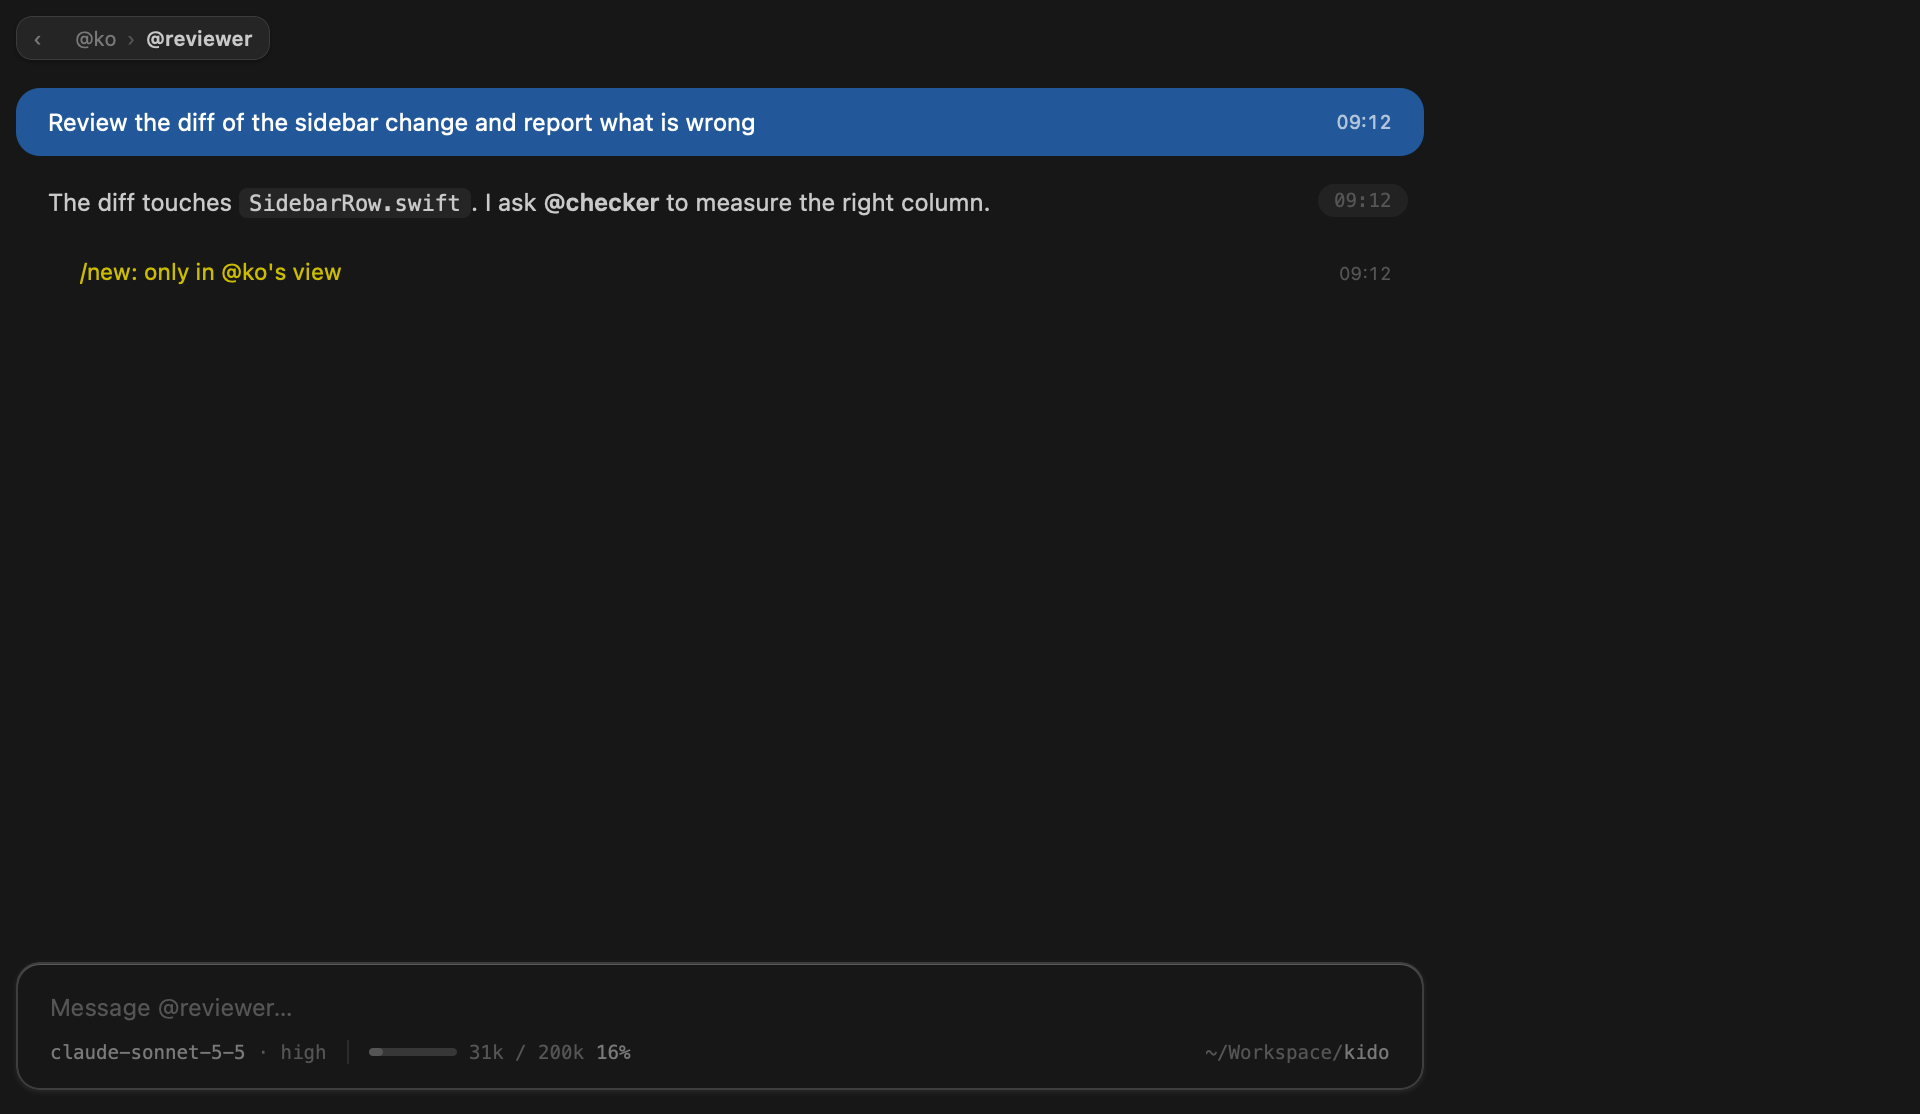 ‹ @ko › @reviewer
Review the diff of the sidebar change and report what is wrong 09:12
The diff touches SidebarRow.swift. I ask @checker to measure the right column. 09:12
/new: only in @ko's view 09:12
Message @reviewer…
claude-sonnet-5-5 · high 31k / 200k 16% ~/Workspace/kido